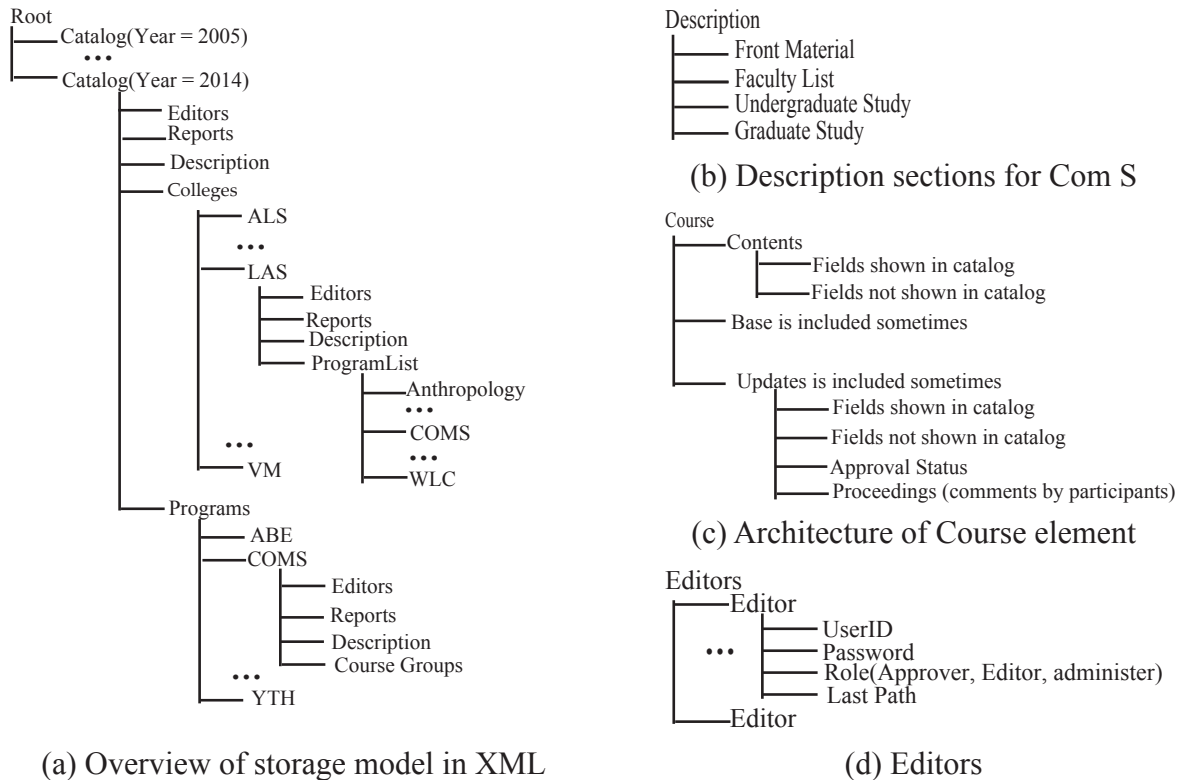 Root
Catalog(Year = 2005)
•••
Catalog(Year = 2014)
Editors
Reports
Description
Colleges
ALS
•••
LAS
Editors
Reports
Description
ProgramList
Anthropology
•••
COMS
•••
WLC
•••
VM
Programs
ABE
COMS
Editors
Reports
Description
Course Groups
•••
YTH
(a) Overview of storage model in XML
Description
Front Material
Faculty List
Undergraduate Study
Graduate Study
(b) Description sections for Com S
Course
Contents
Fields shown in catalog
Fields not shown in catalog
Base is included sometimes
Updates is included sometimes
Fields shown in catalog
Fields not shown in catalog
Approval Status
Proceedings (comments by participants)
(c) Architecture of Course element
Editors
Editor
UserID
•••
Password
Role(Approver, Editor, administer)
Last Path
Editor
(d) Editors